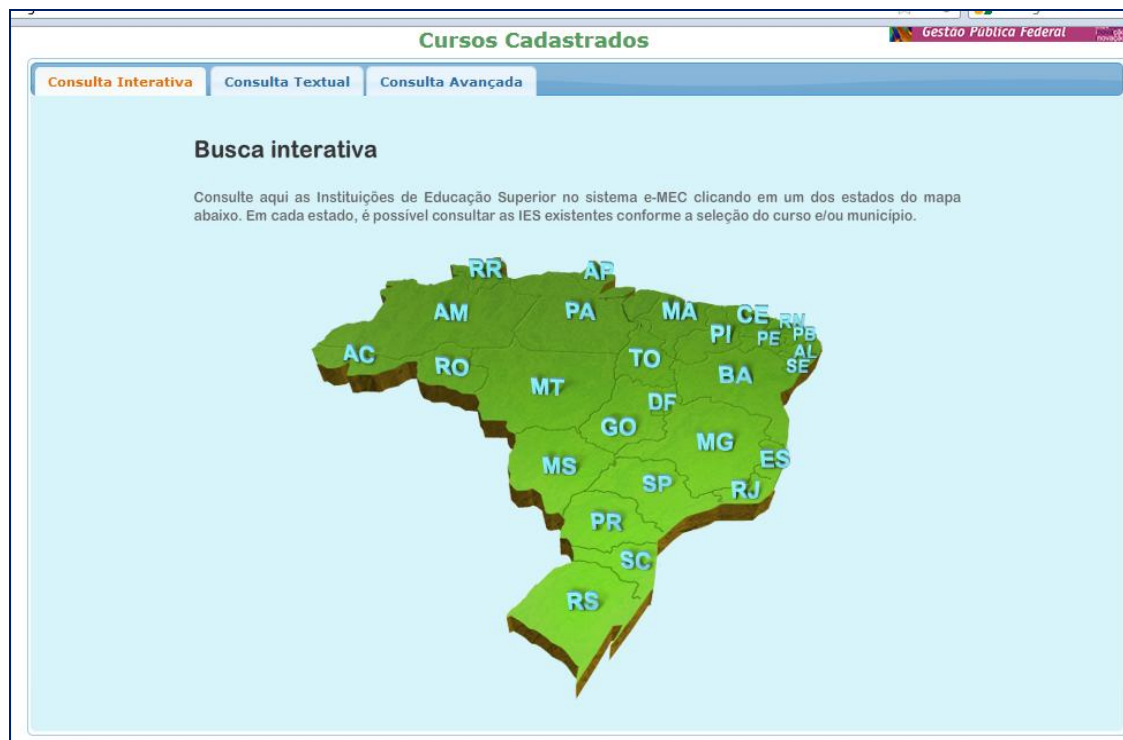 Gestão Pública Federal
Cursos Cadastrados
Consulta Interativa
Consulta Textual
Consulta Avançada
Busca interativa
Consulte aqui as Instituições de Educação Superior no sistema e-MEC clicando em um dos estados do mapa
abaixo. Em cada estado, é possível consultar as IES existentes conforme a seleção do curso e/ou município.
RR
AP
AM
PA
MA
CE
RN
PI
PE
PB
AC
RO
TO
AL
SE
MT
BA
DF
GO
MG
MS
ES
SP
RJ
PR
SC
RS